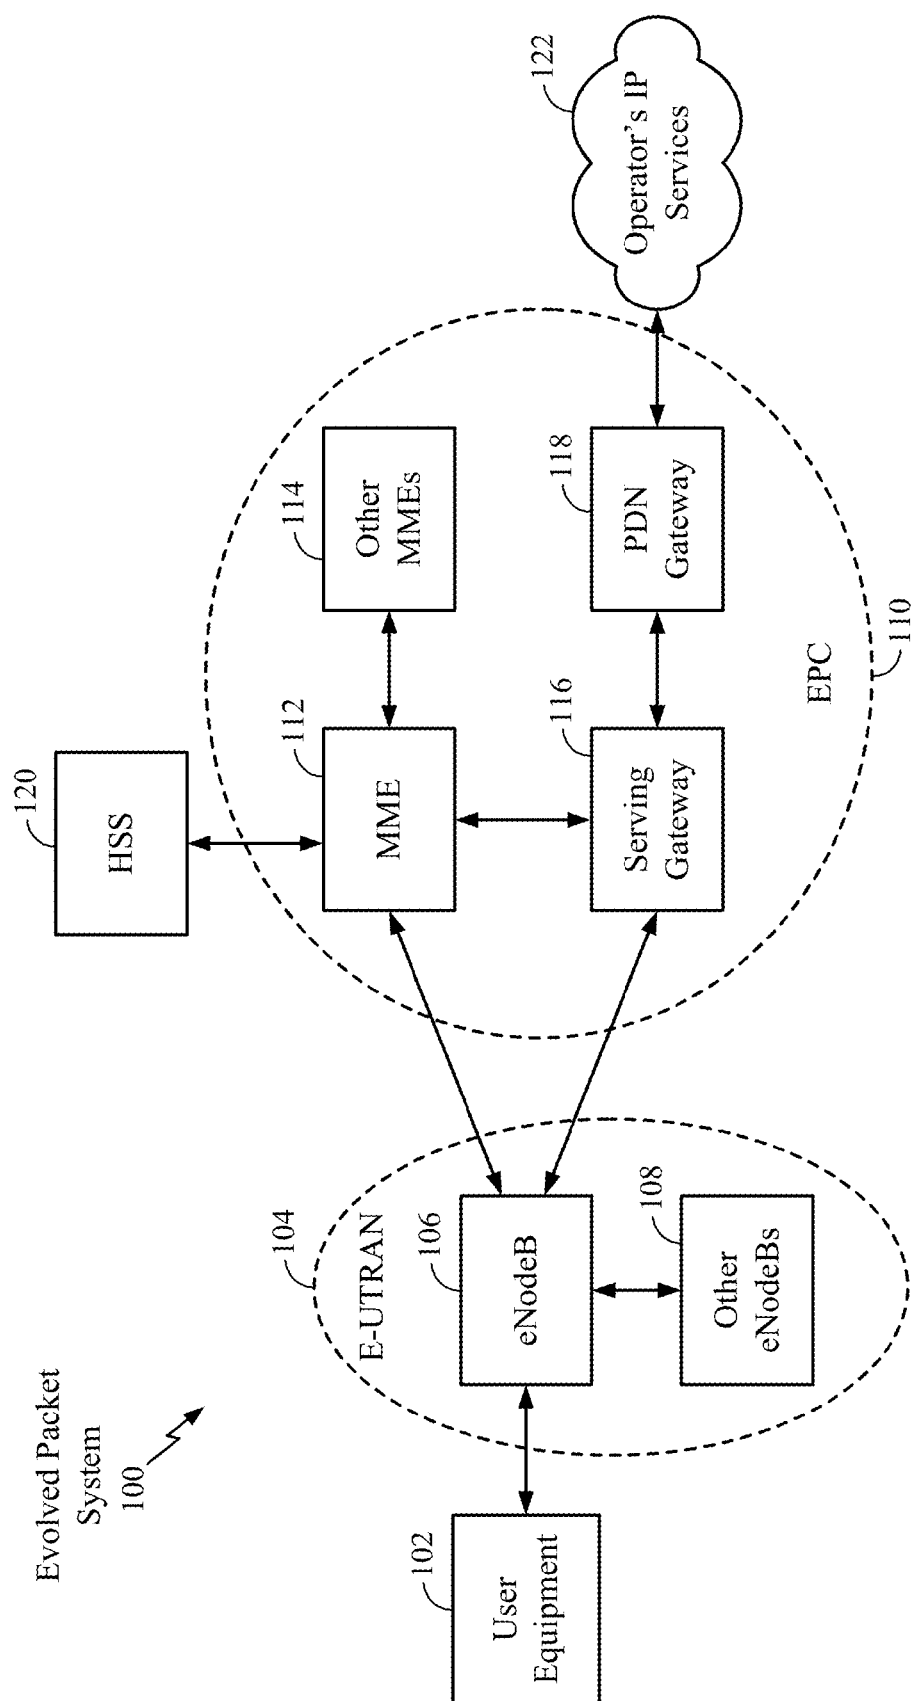 Evolved Packet
System
100
102
User
Equipment
104
E-UTRAN
106
eNodeB
108
Other
eNodeBs
120
HSS
112
MME
114
Other
MMEs
116
Serving
Gateway
118
PDN
Gateway
EPC
110
122
Operator's IP
Services